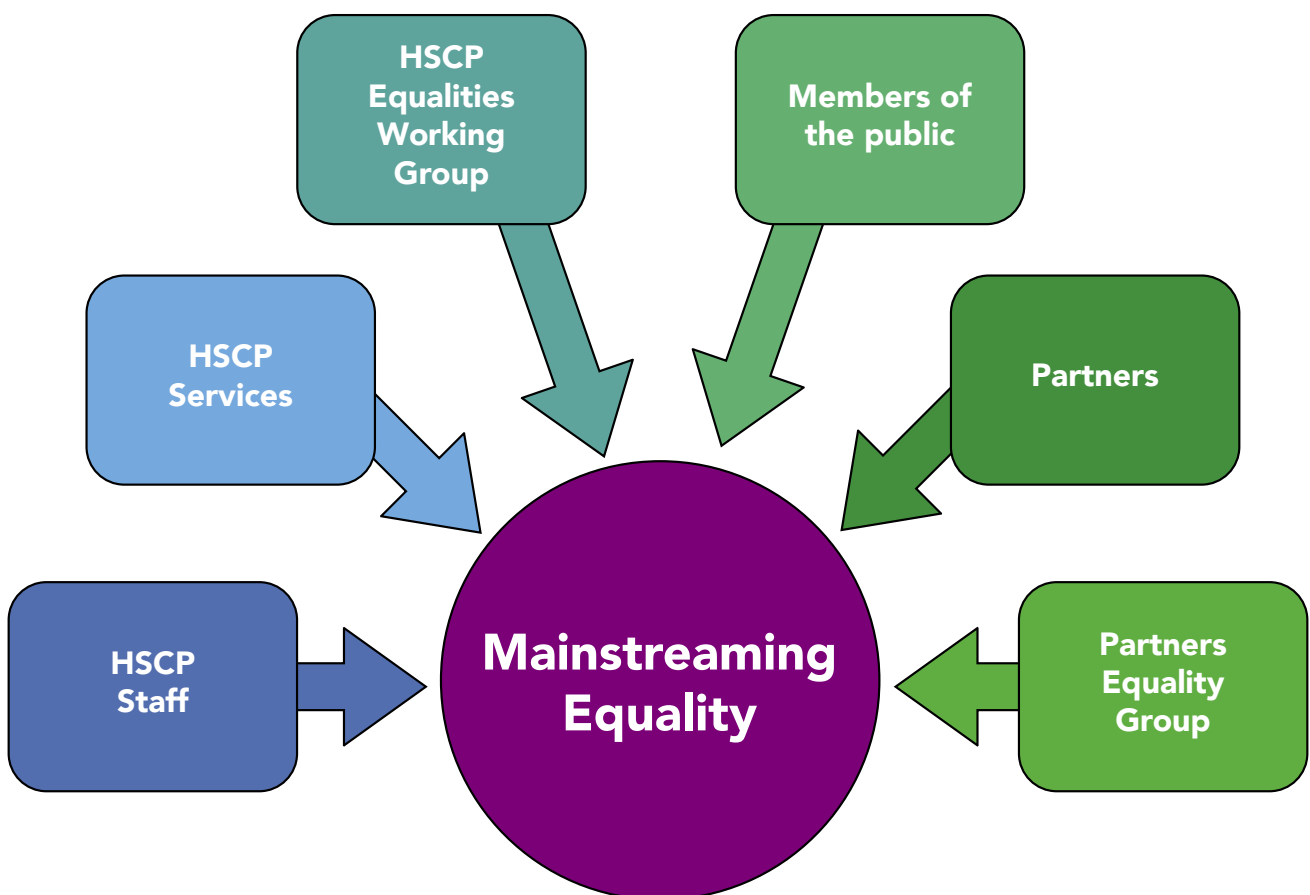 HSCP
Equalities
Working
Group
Members of
the public
HSCP
Services
Partners
HSCP
Staff
Mainstreaming
Equality
Partners
Equality
Group